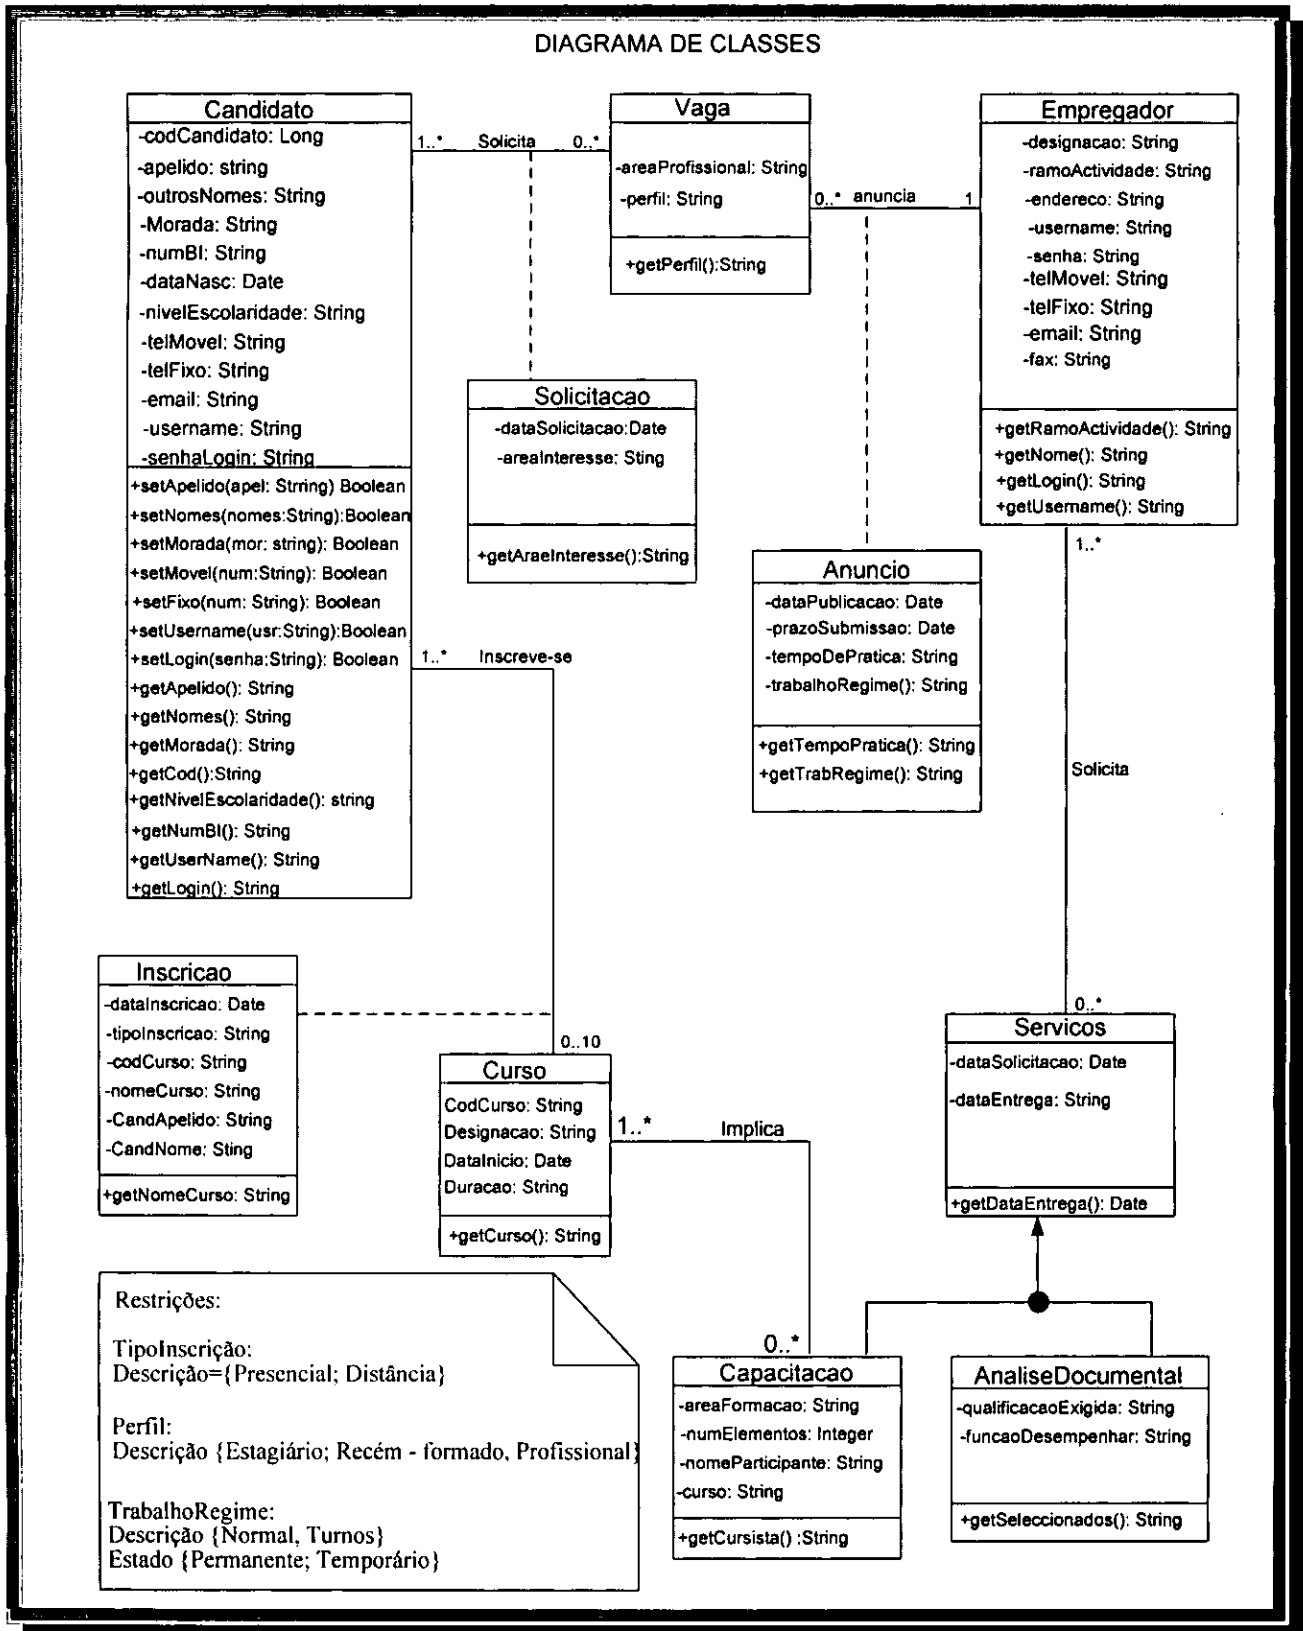 DIAGRAMA DE CLASSES
Candidato
-codCandidato: Long
-apelido: string
-outrosNomes: String
-Morada: String
-numBI: String
-dataNasc: Date
-nivelEscolaridade: String
-telMovel: String
-telFixo: String
-email: String
-username: String
-senhaLogin: String
+setApelido(apel: Strring) Boolean
+setNomes(nomes:String):Boolean
+setMorada(mor: string): Boolean
+setMovel(num:String): Boolean
+setFixo(num: String): Boolean
+setUsername(usr:String):Boolean
+setLogin(senha:String): Boolean
+getApelido(): String
+getNomes(): String
+getMorada(): String
+getCod():String
+getNivelEscolaridade(): string
+getNumBI(): String
+getUserName(): String
+getLogin(): String
1..* Solicita 0..*
Vaga
-areaProfissional: String
-perfil: String
+getPerfil():String
0..* anuncia 1
Empregador
-designacao: String
-ramoActividade: String
-endereco: String
-username: String
-senha: String
-telMovel: String
-telFixo: String
-email: String
-fax: String
+getRamoActividade(): String
+getNome(): String
+getLogin(): String
+getUsername(): String
Solicitacao
-dataSolicitacao:Date
-areaInteresse: Sting
+getAraeInteresse():String
Anuncio
-dataPublicacao: Date
-prazoSubmissao: Date
-tempoDePratica: String
-trabalhoRegime(): String
+getTempoPratica(): String
+getTrabRegime(): String
1..*
Solicita
0..*
1..* Inscreve-se
0..10
Inscricao
-dataInscricao: Date
-tipoInscricao: String
-codCurso: String
-nomeCurso: String
-CandApelido: String
-CandNome: Sting
+getNomeCurso: String
Curso
CodCurso: String
Designacao: String
DataInicio: Date
Duracao: String
+getCurso(): String
1..* Implica
0..*
Servicos
-dataSolicitacao: Date
-dataEntrega: String
+getDataEntrega(): Date
Capacitacao
-areaFormacao: String
-numElementos: Integer
-nomeParticipante: String
-curso: String
+getCursista() :String
AnaliseDocumental
-qualificacaoExigida: String
-funcaoDesempenhar: String
+getSeleccionados(): String
Restrições:
TipoInscrição:
Descrição={Presencial; Distância}
Perfil:
Descrição {Estagiário; Recém - formado, Profissional}
TrabalhoRegime:
Descrição {Normal, Turnos}
Estado {Permanente; Temporário}